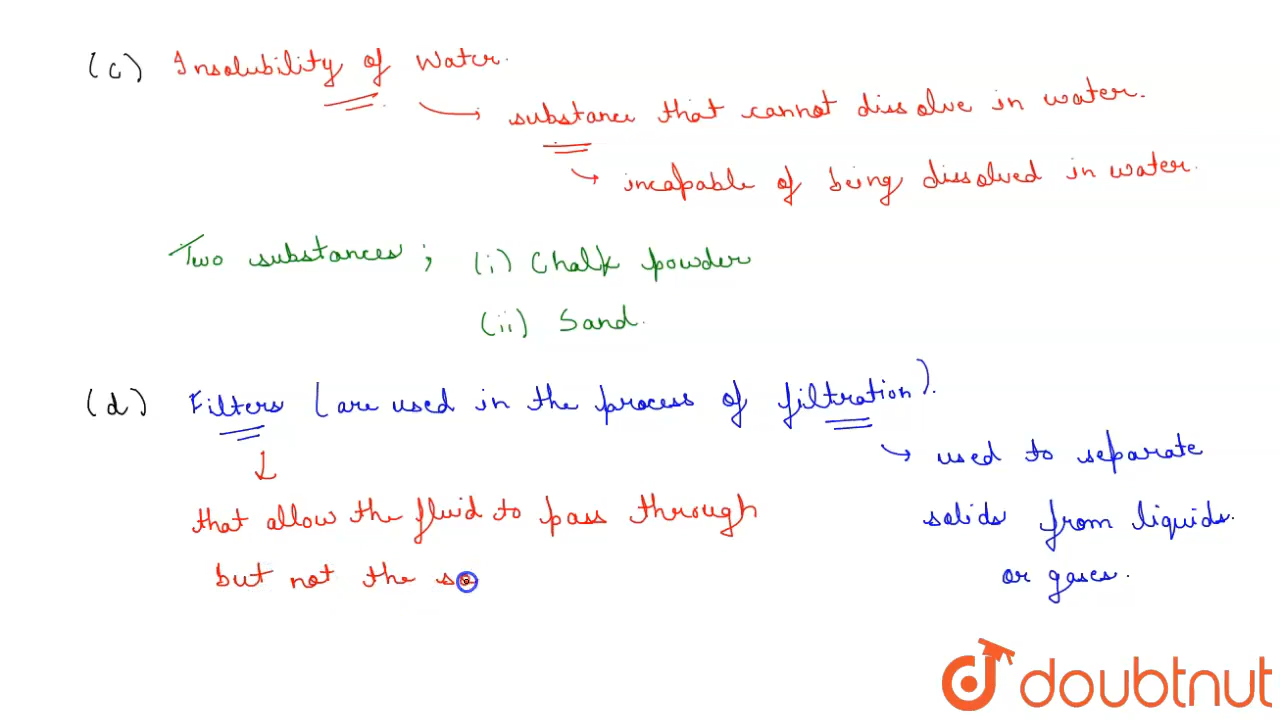 (c) Insolubility of Water.
substance that cannot dissolve in water.
incapable of being dissolved in water.
Two substances ; (i) Chalk powder
(ii) Sand.
(d) Filters (are used in the process of filtration).
used to separate
solids from liquids.
or gases.
that allow the fluid to pass through
but not the so
doubtnut